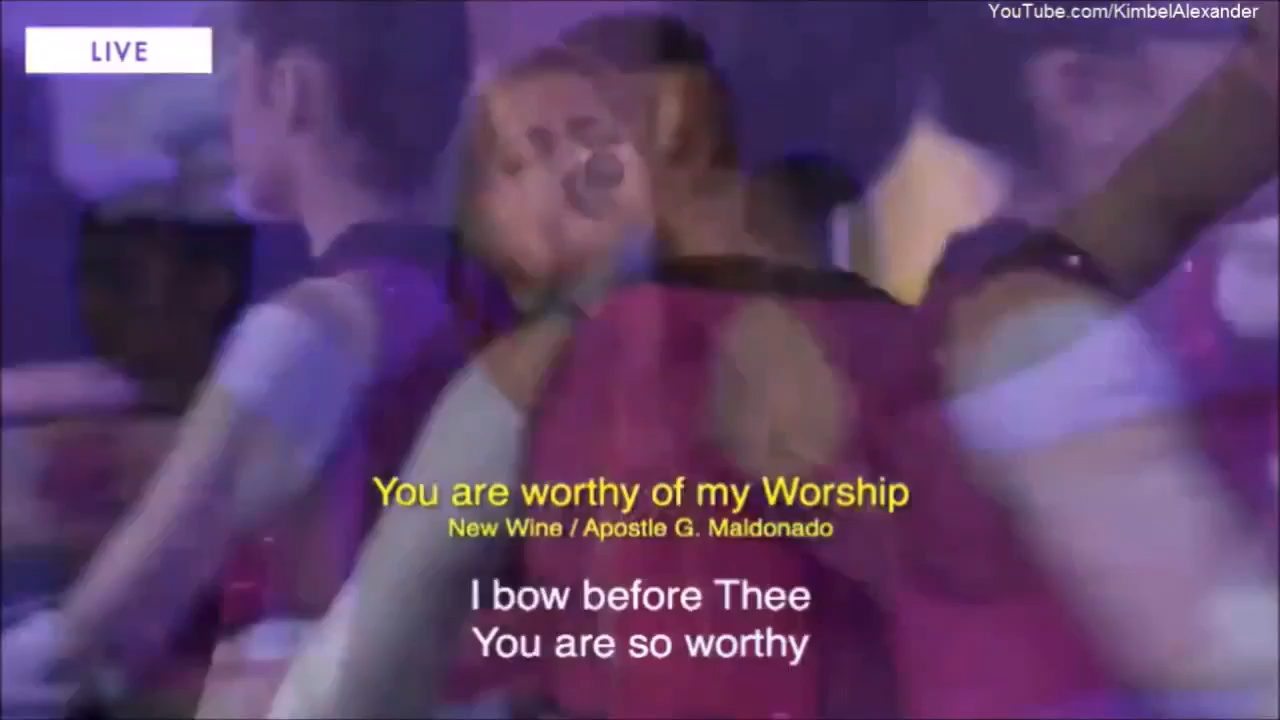 YouTube.com/KimbelAlexander
LIVE
You are worthy of my Worship
New Wine / Apostle G. Maldonado
I bow before Thee
You are so worthy